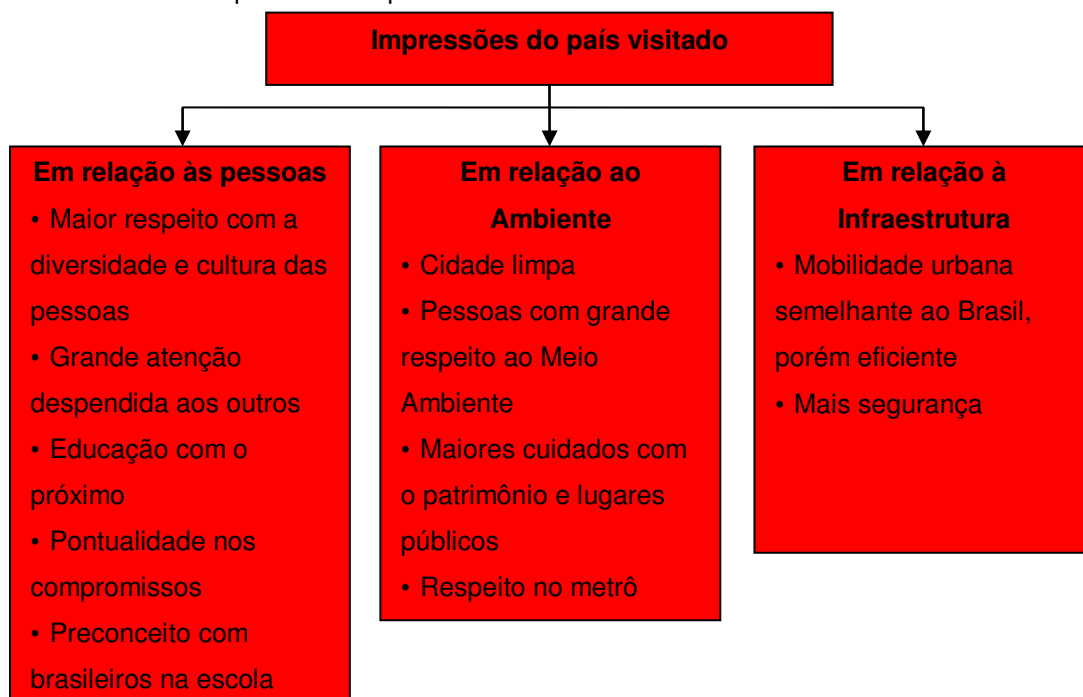 Impressões do país visitado
Em relação às pessoas
• Maior respeito com a
diversidade e cultura das
pessoas
• Grande atenção
despendida aos outros
• Educação com o
próximo
• Pontualidade nos
compromissos
• Preconceito com
brasileiros na escola
Em relação ao
Ambiente
• Cidade limpa
• Pessoas com grande
respeito ao Meio
Ambiente
• Maiores cuidados com
o patrimônio e lugares
públicos
• Respeito no metrô
Em relação à
Infraestrutura
• Mobilidade urbana
semelhante ao Brasil,
porém eficiente
• Mais segurança